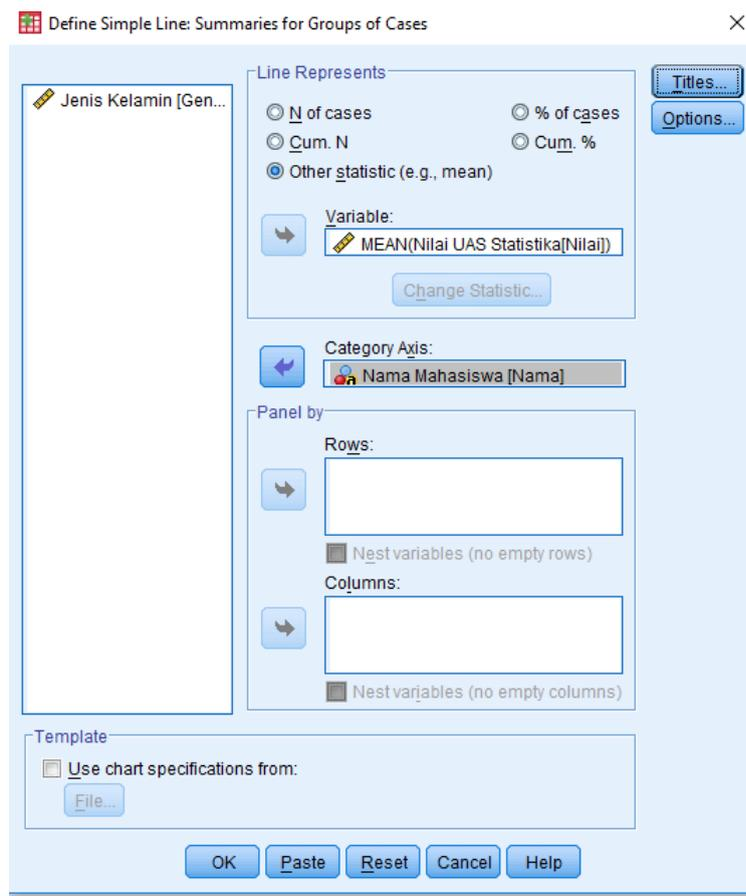 Define Simple Line: Summaries for Groups of Cases
Jenis Kelamin [Gen...
Line Represents
N of cases
% of cases
Cum. N
Cum. %
Other statistic (e.g., mean)
Variable:
MEAN(Nilai UAS Statistika[Nilai])
Change Statistic...
Category Axis:
Nama Mahasiswa [Nama]
Panel by
Rows:
Nest variables (no empty rows)
Columns:
Nest variables (no empty columns)
Titles...
Options...
Template
Use chart specifications from:
File...
OK
Paste
Reset
Cancel
Help